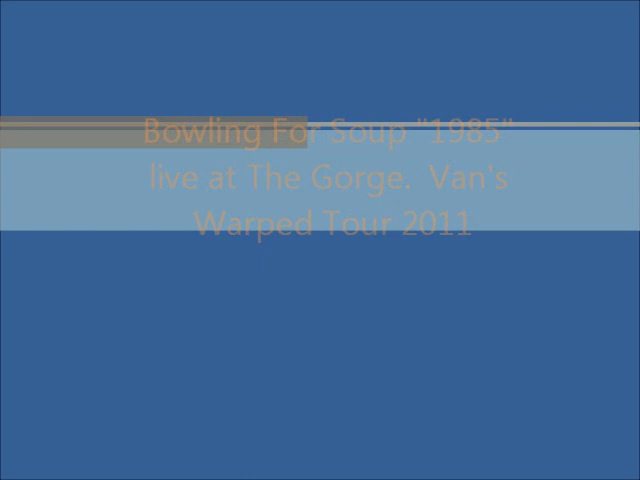 Bowling For Soup "1985"
live at The Gorge.  Van's
Warped Tour 2011